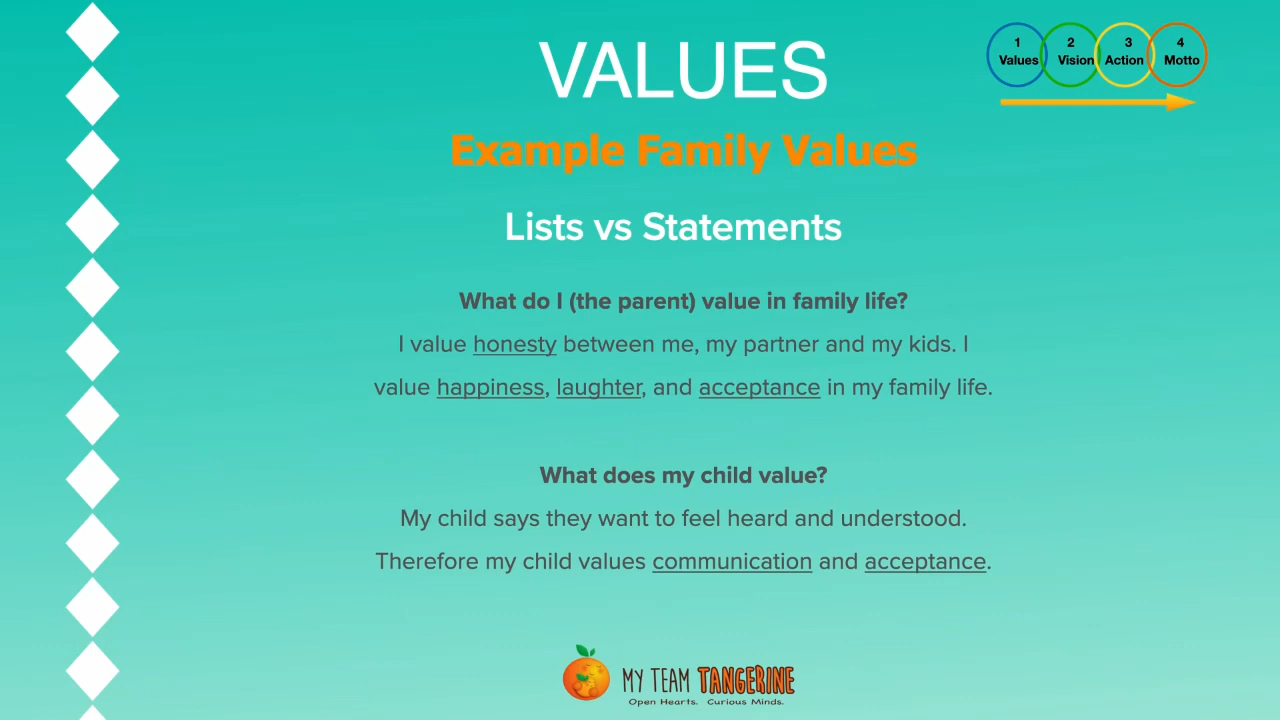 VALUES
1 2 3 4
Values Vision Action Motto
Example Family Values
Lists vs Statements
What do I (the parent) value in family life?
I value honesty between me, my partner and my kids. I
value happiness, laughter, and acceptance in my family life.
What does my child value?
My child says they want to feel heard and understood.
Therefore my child values communication and acceptance.
MY TEAM TANGERINE
Open Hearts. Curious Minds.